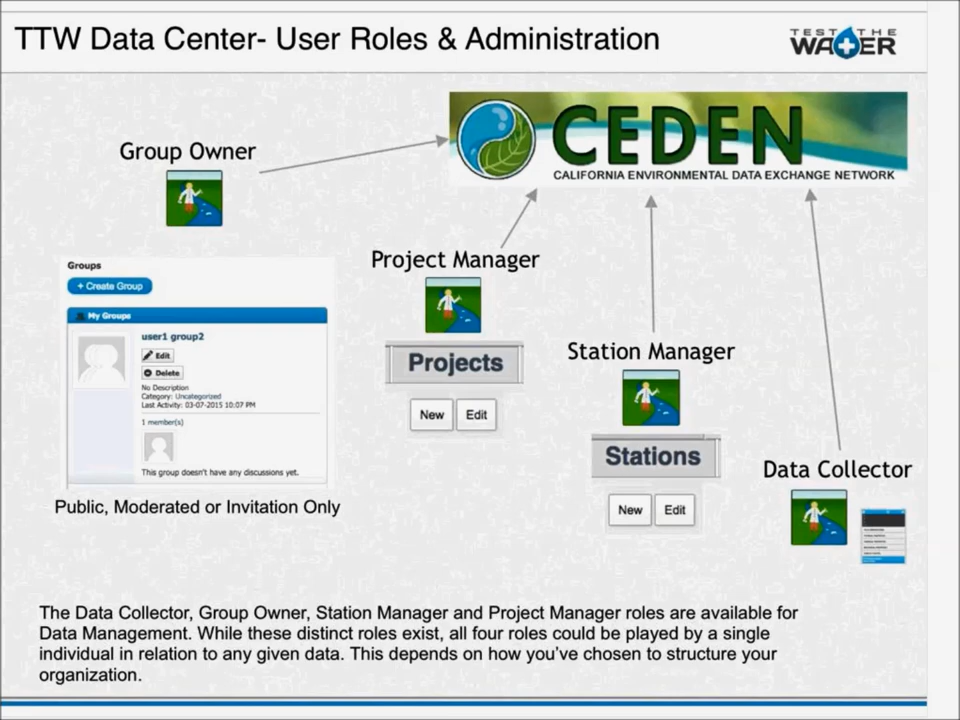 TTW Data Center- User Roles & Administration
TEST THE
WATER
CEDEN
CALIFORNIA ENVIRONMENTAL DATA EXCHANGE NETWORK
Group Owner
Groups
+ Create Group
My Groups
user1 group2
Edit
Delete
No Description
Category: Uncategorized
Last Activity: 03-07-2015 10:07 PM
1 member(s)
This group doesn't have any discussions yet.
Public, Moderated or Invitation Only
Project Manager
Projects
New Edit
Station Manager
Stations
New Edit
Data Collector
The Data Collector, Group Owner, Station Manager and Project Manager roles are available for
Data Management. While these distinct roles exist, all four roles could be played by a single
individual in relation to any given data. This depends on how you've chosen to structure your
organization.